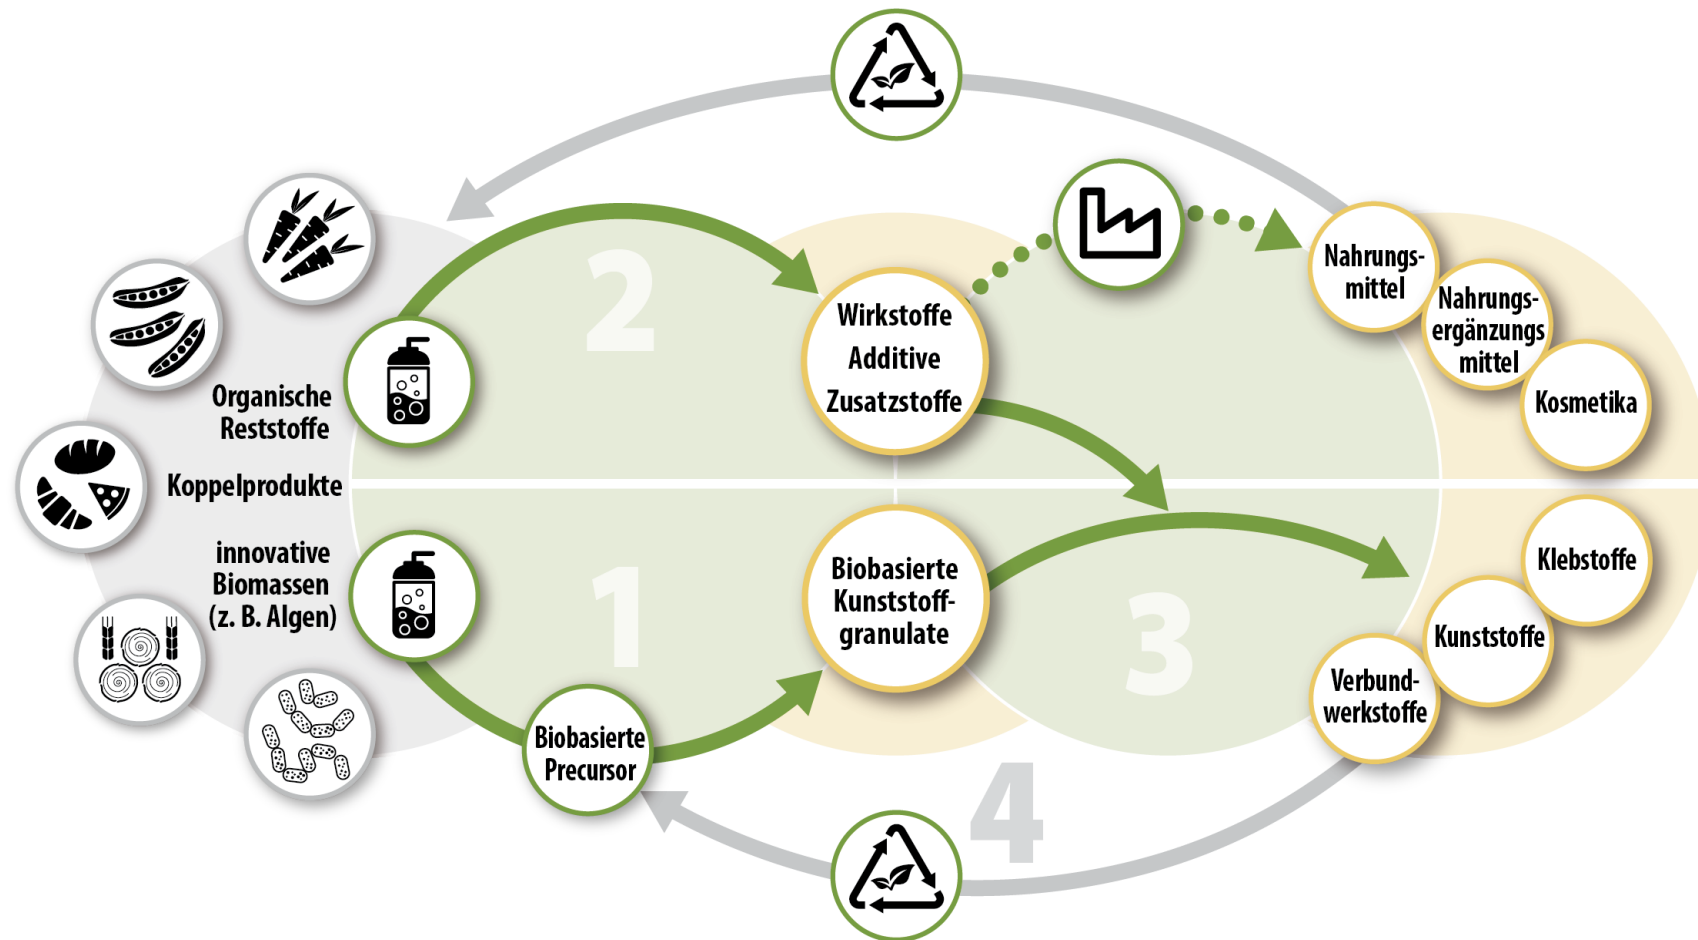 Organische
Reststoffe
Koppelprodukte
innovative
Biomassen
(z. B. Algen)
2
1
Biobasierte
Precursor
Wirkstoffe
Additive
Zusatzstoffe
Biobasierte
Kunststoff-
granulate
3
4
Nahrungs-
mittel
Nahrungs-
ergänzungs
mittel
Kosmetika
Klebstoffe
Kunststoffe
Verbund-
werkstoffe